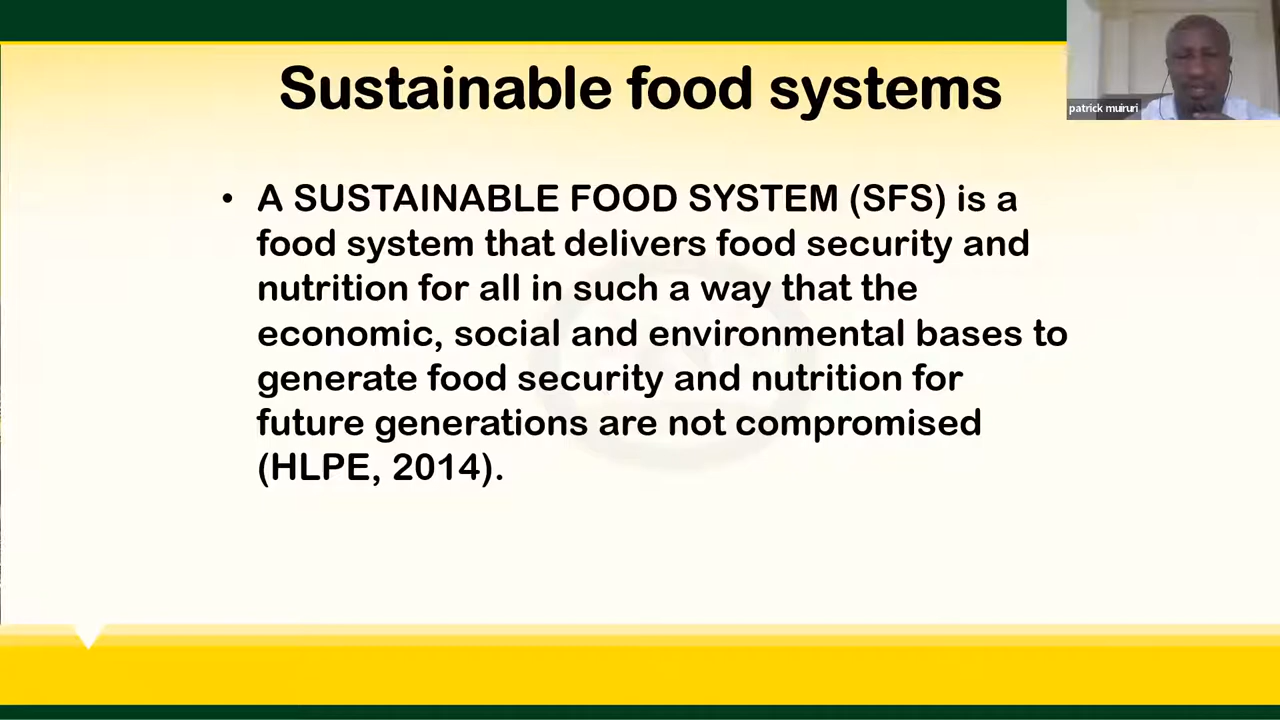 Sustainable food systems
patrick muiruri
• A SUSTAINABLE FOOD SYSTEM (SFS) is a
food system that delivers food security and
nutrition for all in such a way that the
economic, social and environmental bases to
generate food security and nutrition for
future generations are not compromised
(HLPE, 2014).